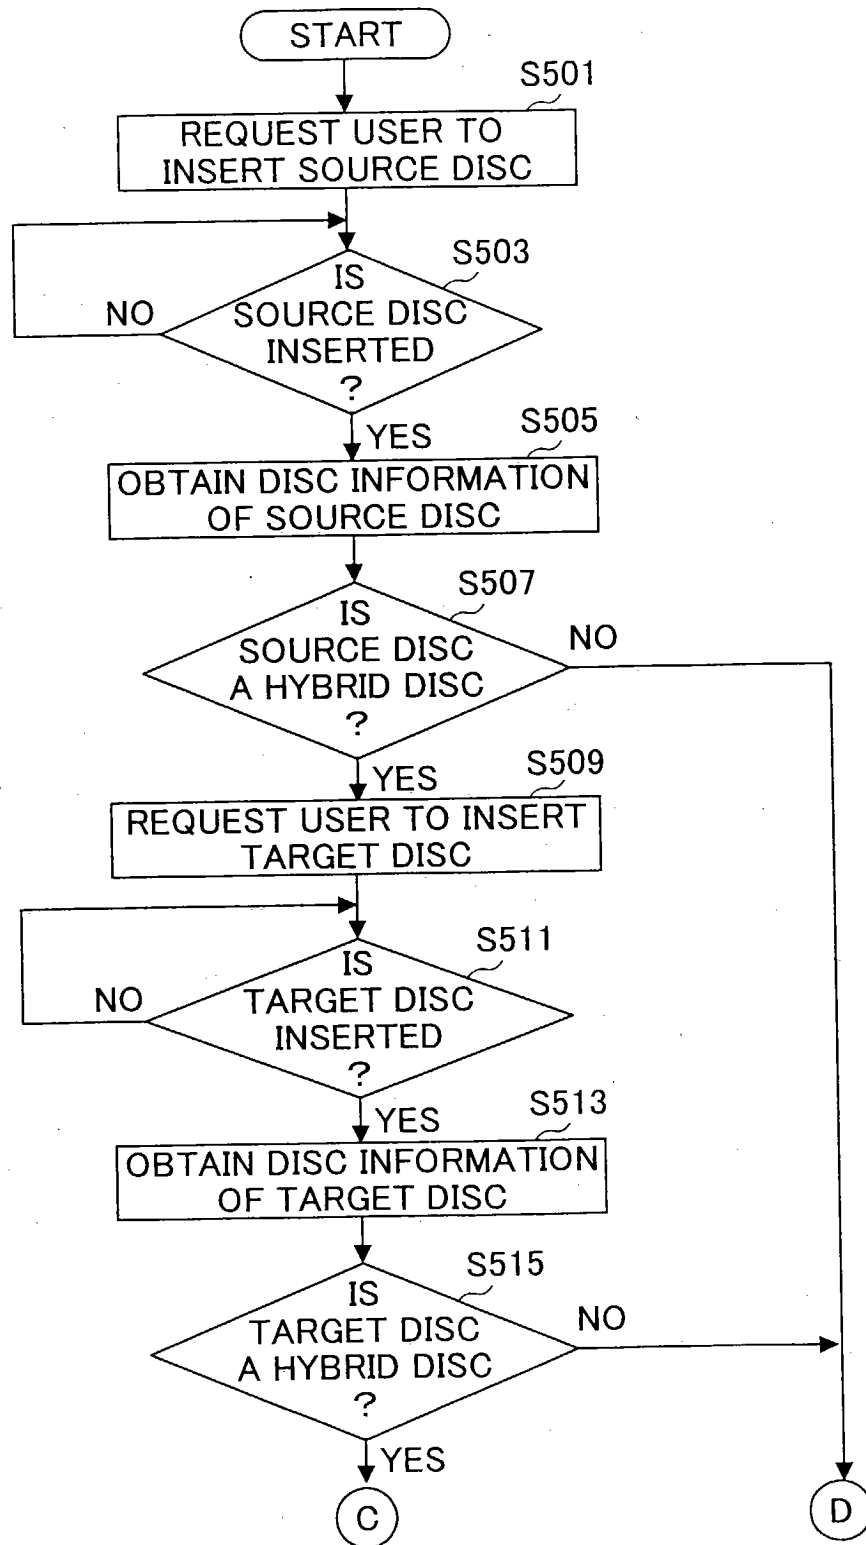 START
S501
REQUEST USER TO
INSERT SOURCE DISC
S503
IS
SOURCE DISC
INSERTED
?
NO
YES
S505
OBTAIN DISC INFORMATION
OF SOURCE DISC
S507
IS
SOURCE DISC
A HYBRID DISC
?
NO
YES
S509
REQUEST USER TO INSERT
TARGET DISC
S511
IS
TARGET DISC
INSERTED
?
NO
YES
S513
OBTAIN DISC INFORMATION
OF TARGET DISC
S515
IS
TARGET DISC
A HYBRID DISC
?
NO
YES
C
D